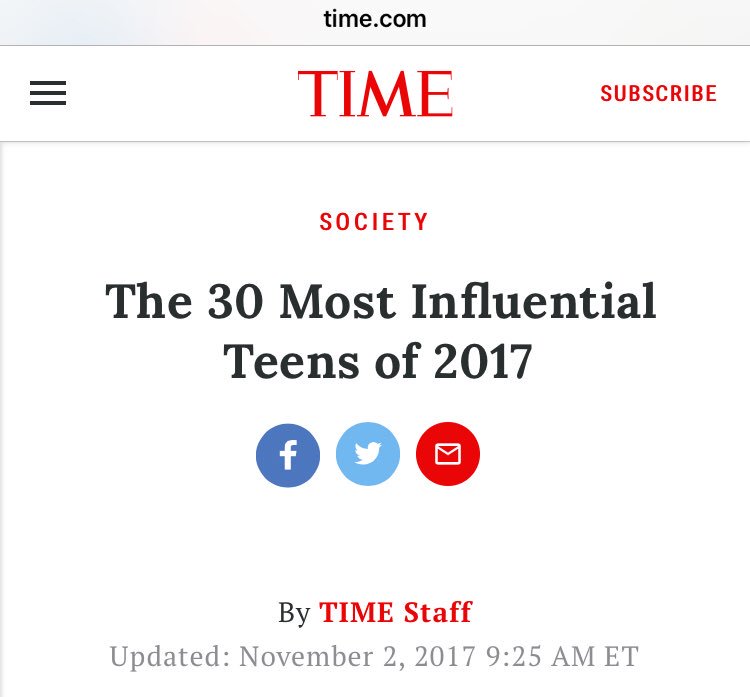 time.com
TIME
SUBSCRIBE
SOCIETY
The 30 Most Influential
Teens of 2017
f
By TIME Staff
Updated: November 2, 2017 9:25 AM ET